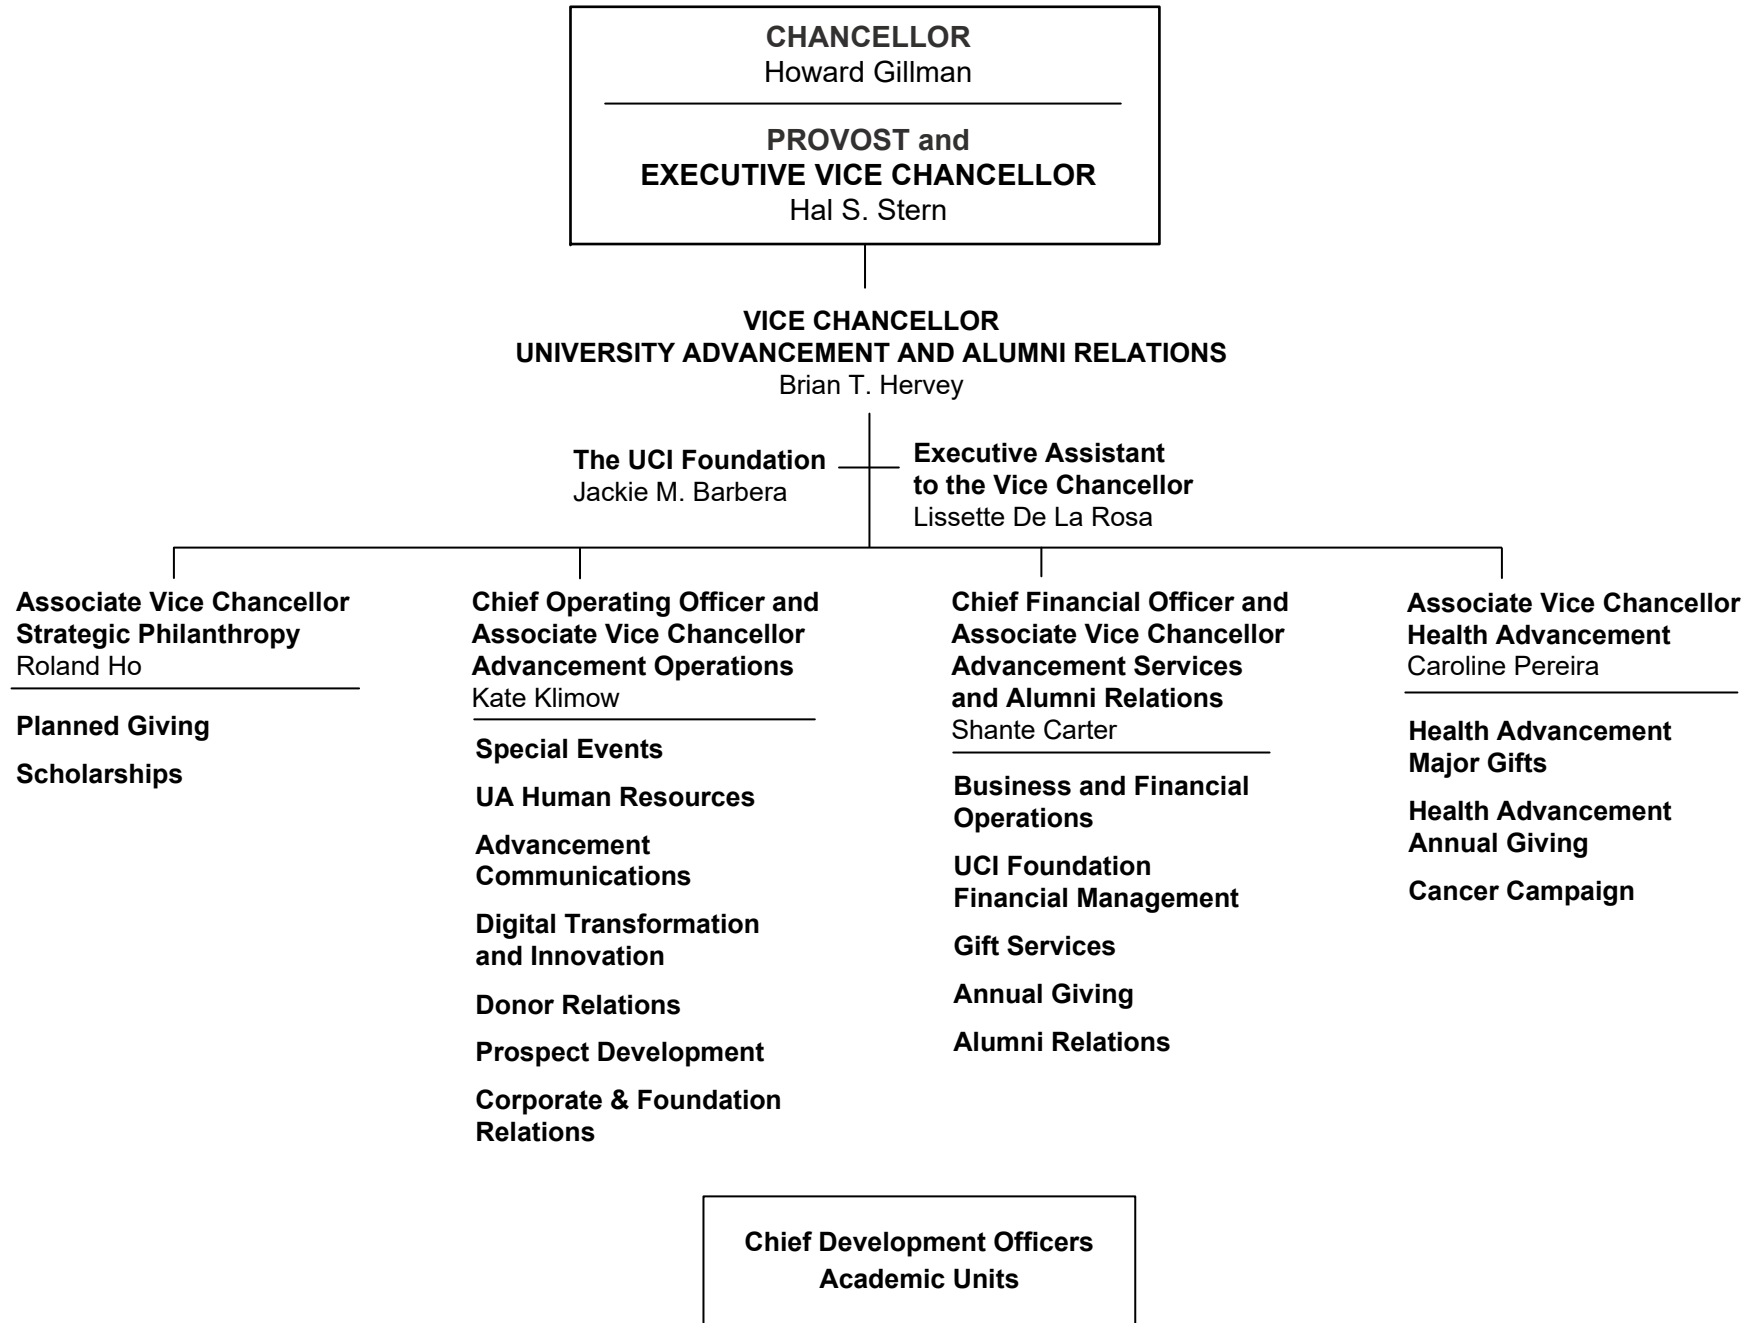 CHANCELLOR
Howard Gillman
PROVOST and
EXECUTIVE VICE CHANCELLOR
Hal S. Stern
VICE CHANCELLOR
UNIVERSITY ADVANCEMENT AND ALUMNI RELATIONS
Brian T. Hervey
The UCI Foundation
Jackie M. Barbera
Executive Assistant
to the Vice Chancellor
Lissette De La Rosa
Associate Vice Chancellor
Strategic Philanthropy
Roland Ho
Planned Giving
Scholarships
Chief Operating Officer and
Associate Vice Chancellor
Advancement Operations
Kate Klimow
Special Events
UA Human Resources
Advancement
Communications
Digital Transformation
and Innovation
Donor Relations
Prospect Development
Corporate & Foundation
Relations
Chief Financial Officer and
Associate Vice Chancellor
Advancement Services
and Alumni Relations
Shante Carter
Business and Financial
Operations
UCI Foundation
Financial Management
Gift Services
Annual Giving
Alumni Relations
Associate Vice Chancellor
Health Advancement
Caroline Pereira
Health Advancement
Major Gifts
Health Advancement
Annual Giving
Cancer Campaign
Chief Development Officers
Academic Units